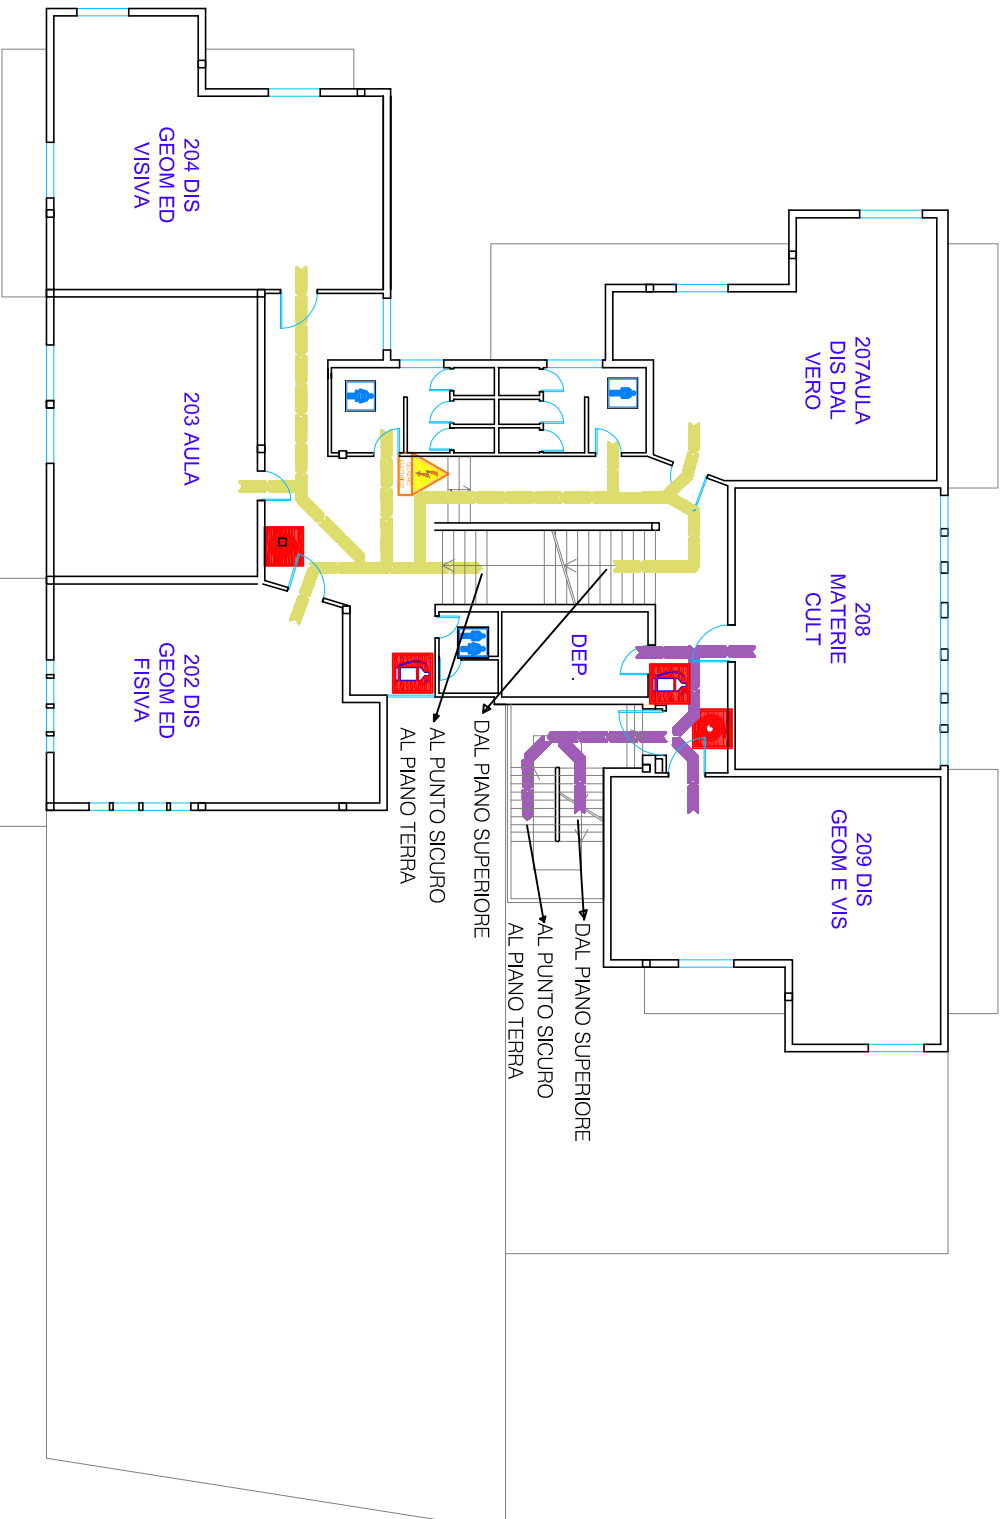 204 DIS
GEOM ED
VISIVA
203 AULA
202 DIS
GEOM ED
FISIVA
207AULA
DIS DAL
VERO
208
MATERIE
CULT
209 DIS
GEOM E VIS
DEP.
DAL PIANO SUPERIORE
AL PUNTO SICURO
AL PIANO TERRA
DAL PIANO SUPERIORE
AL PUNTO SICURO
AL PIANO TERRA